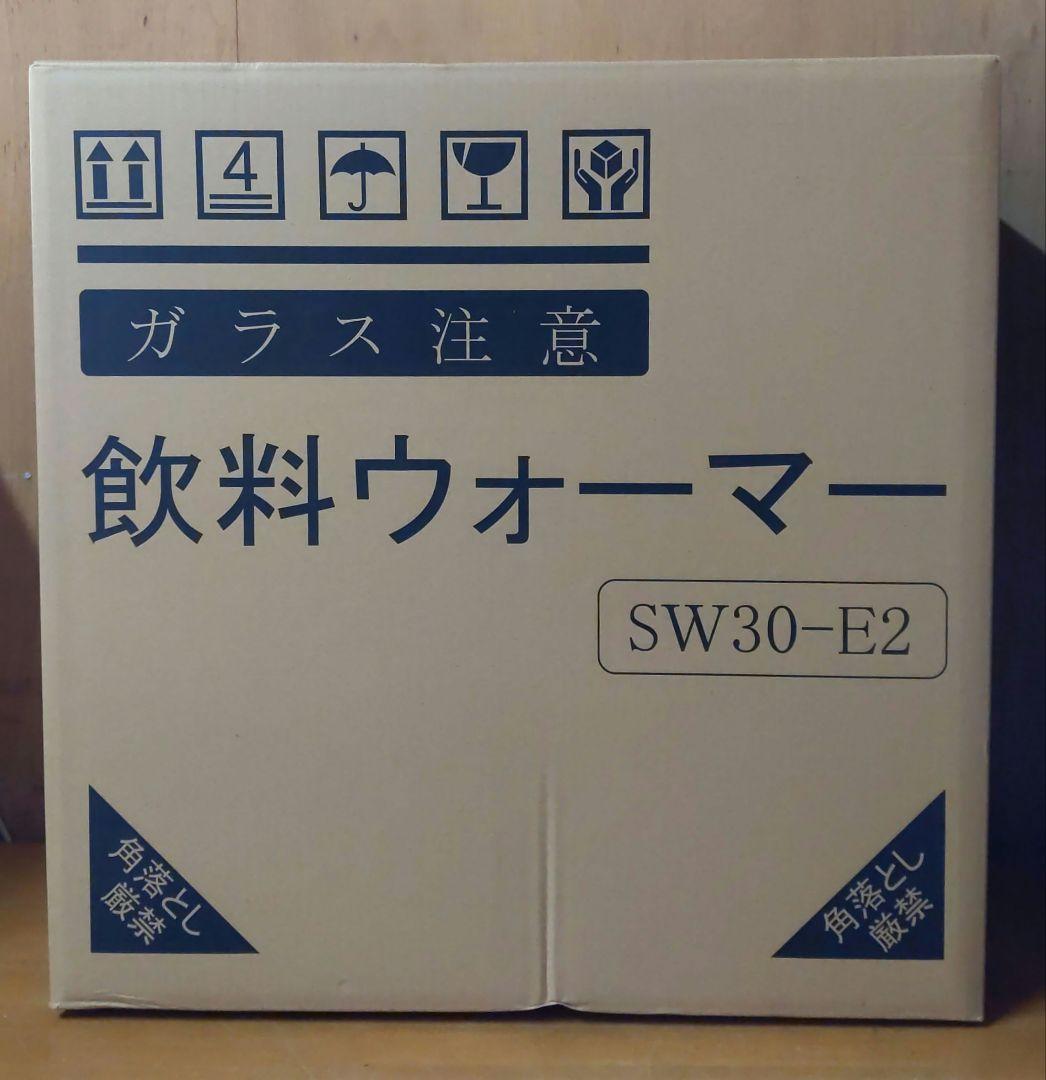 4
ガラス注意
飲料ウォーマー
SW30-E2
角落とし
厳禁
角落とし
厳禁